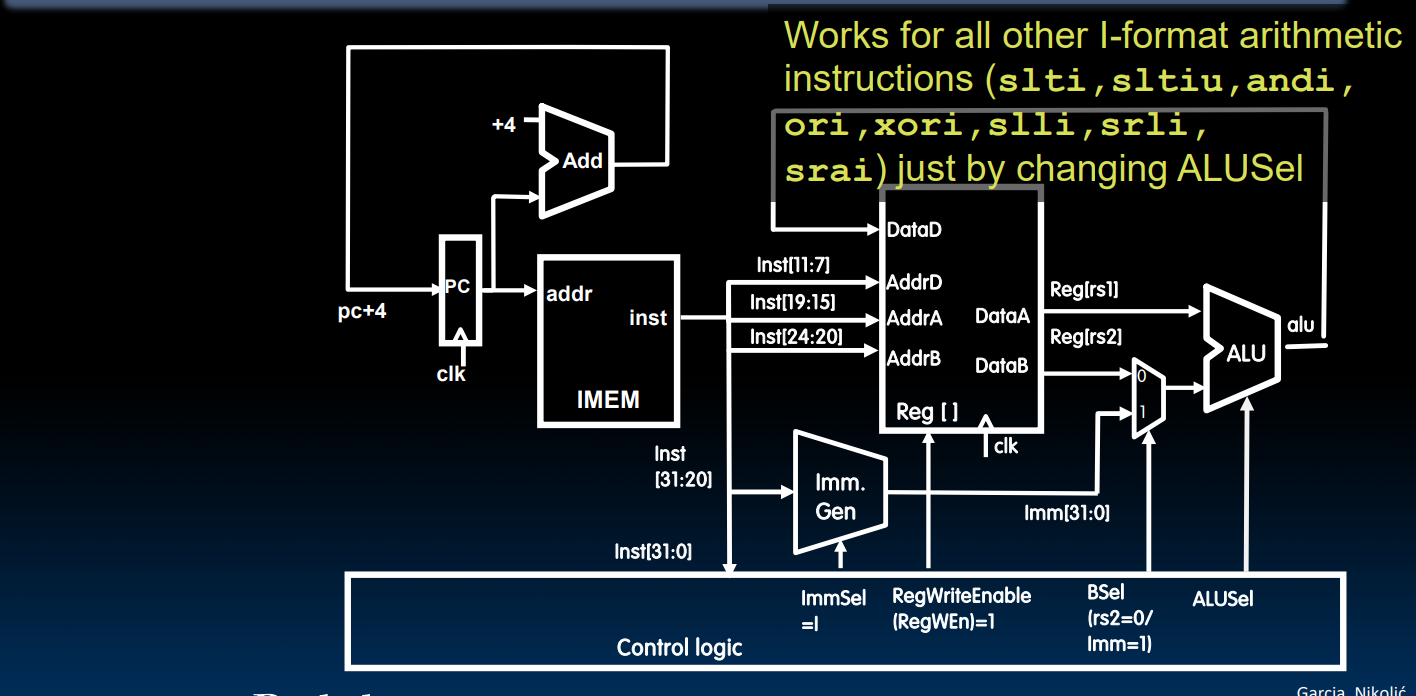 Works for all other I-format arithmetic
instructions (slti,sltiu,andi,
ori,xori,slli,srli,
srai) just by changing ALUSel
+4
Add
DataD
Inst[11:7]
AddrD
PC
addr
Reg[rs1]
pc+4
Inst[19:15]
inst
AddrA
DataA
alu
Inst[24:20]
Reg[rs2]
AddrB
DataB
ALU
clk
0
IMEM
Reg [ ]
1
clk
Inst
[31:20]
Imm.
Gen
Imm[31:0]
Inst[31:0]
ImmSel
=I
RegWriteEnable
(RegWEn)=1
BSel
(rs2=0/
Imm=1)
ALUSel
Control logic
Garcia, Nikolić